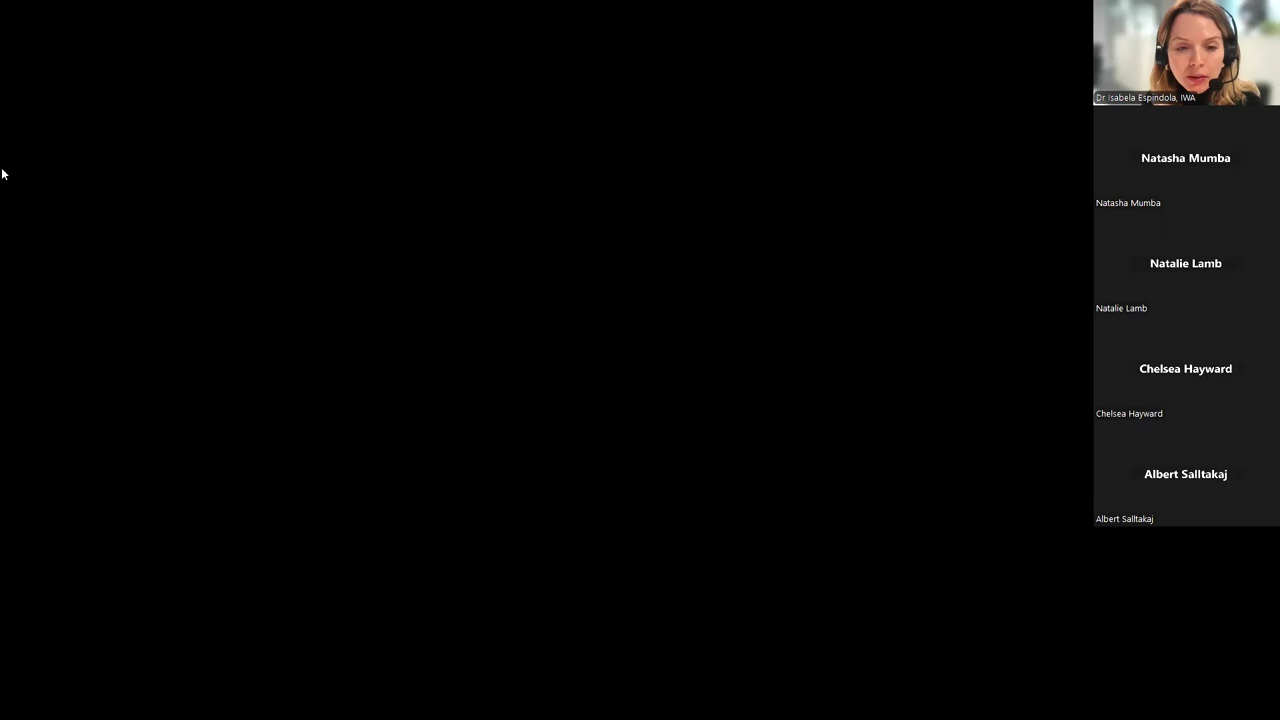 Dr Isabela Espindola, IWA
Natasha Mumba
Natasha Mumba
Natalie Lamb
Natalie Lamb
Chelsea Hayward
Chelsea Hayward
Albert Salltakaj
Albert Salltakaj